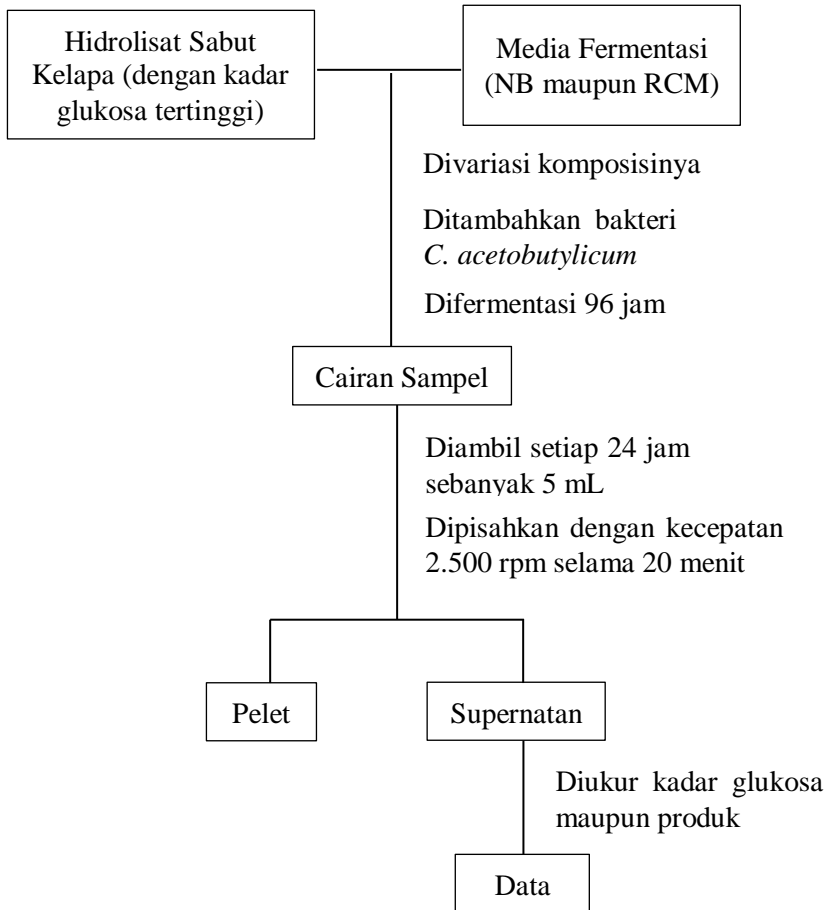 Hidrolisat Sabut
Kelapa (dengan kadar
glukosa tertinggi)
Media Fermentasi
(NB maupun RCM)
Divariasi komposisinya
Ditambahkan bakteri
C. acetobutylicum
Difermentasi 96 jam
Cairan Sampel
Diambil setiap 24 jam
sebanyak 5 mL
Dipisahkan dengan kecepatan
2.500 rpm selama 20 menit
Pelet
Supernatan
Diukur kadar glukosa
maupun produk
Data